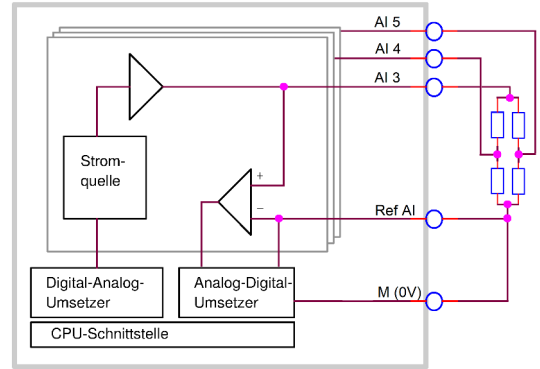 AI 5
AI 4
AI 3
Strom-
quelle
+
−
Ref AI
Digital-Analog-
Umsetzer
Analog-Digital-
Umsetzer
M (0V)
CPU-Schnittstelle